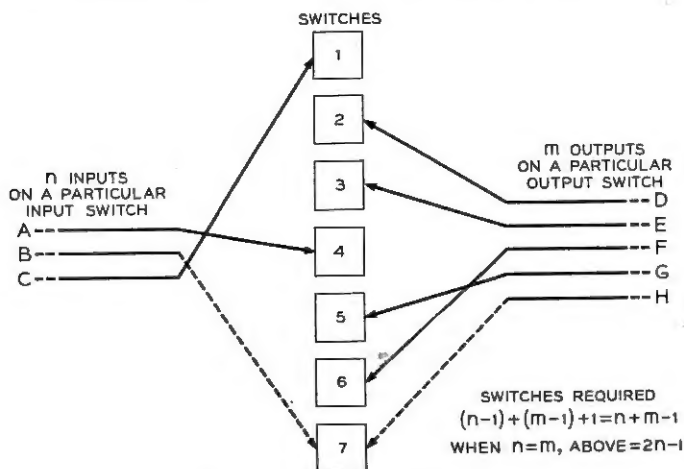 SWITCHES
1
2
3
4
5
6
7
n INPUTS
ON A PARTICULAR
INPUT SWITCH
A
B
C
m OUTPUTS
ON A PARTICULAR
OUTPUT SWITCH
D
E
F
G
H
SWITCHES REQUIRED
(n-1)+(m-1)+1=n+m-1
WHEN n=m, ABOVE=2n-1